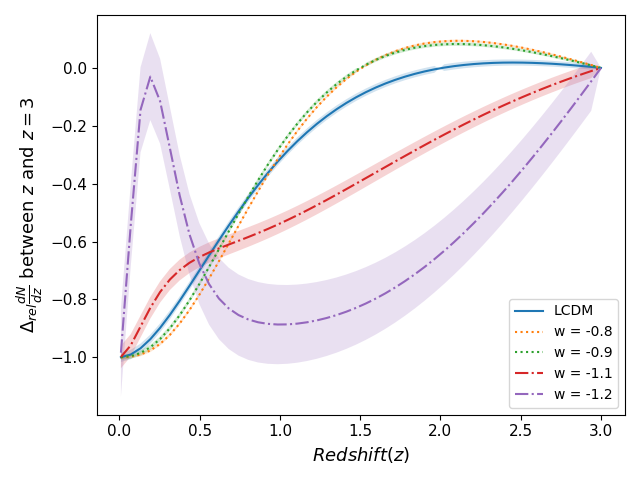 Δ_rel dN/dZ between z and z = 3
0.0
−0.2
−0.4
−0.6
−0.8
−1.0
LCDM
w = -0.8
w = -0.9
w = -1.1
w = -1.2
0.0 0.5 1.0 1.5 2.0 2.5 3.0
Redshift(z)